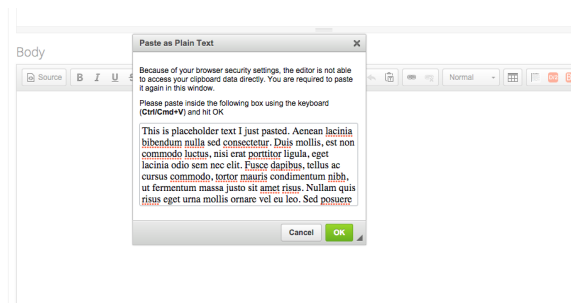 Paste as Plain Text
Body
Source B I U S Normal
Because of your browser security settings, the editor is not able
to access your clipboard data directly. You are required to paste
it again in this window.
Please paste inside the following box using the keyboard
(Ctrl/Cmd+V) and hit OK
This is placeholder text I just pasted. Aenean lacinia
bibendum nulla sed consectetur. Duis mollis, est non
commodo luctus, nisi erat porttitor ligula, eget
lacinia odio sem nec elit. Fusce dapibus, tellus ac
cursus commodo, tortor mauris condimentum nibh,
ut fermentum massa justo sit amet risus. Nullam quis
risus eget urna mollis ornare vel eu leo. Sed posuere
Cancel OK